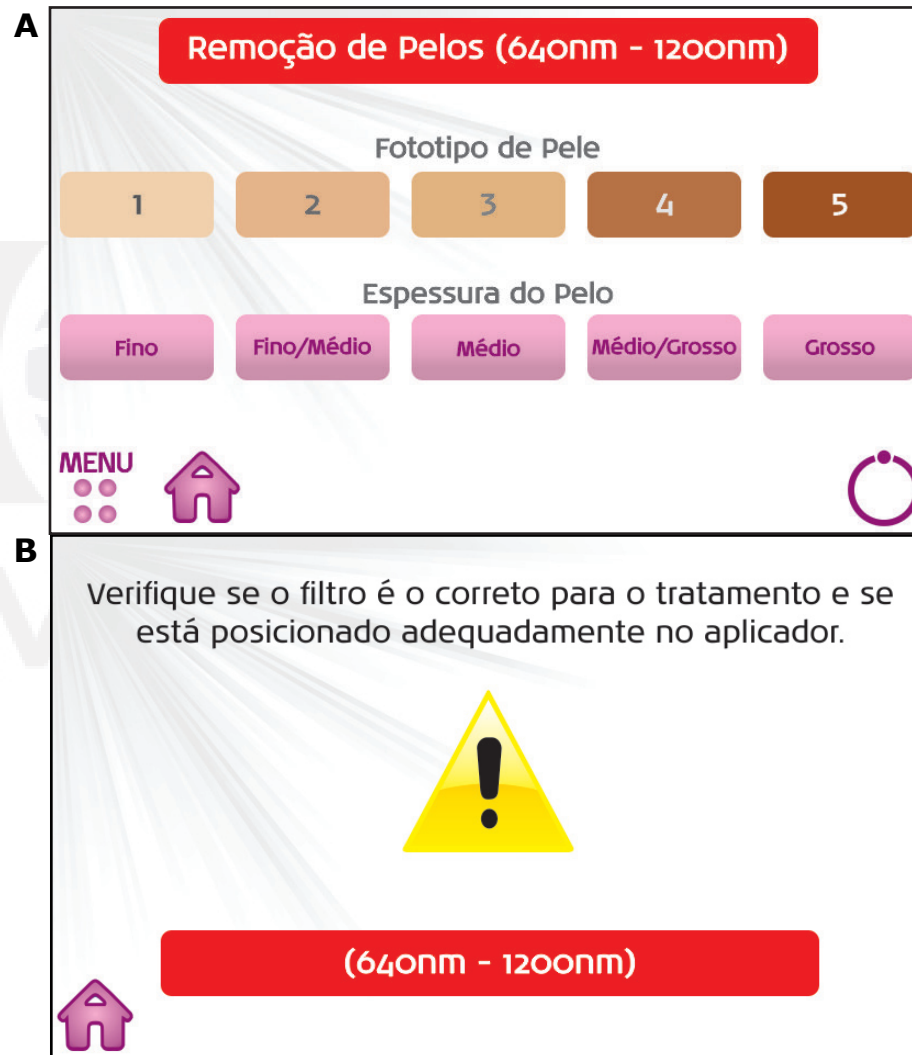 A
Remoção de Pelos (640nm - 1200nm)
Fototipo de Pele
1 2 3 4 5
Espessura do Pelo
Fino Fino/Médio Médio Médio/Grosso Grosso
MENU
B
Verifique se o filtro é o correto para o tratamento e se
está posicionado adequadamente no aplicador.
(640nm - 1200nm)